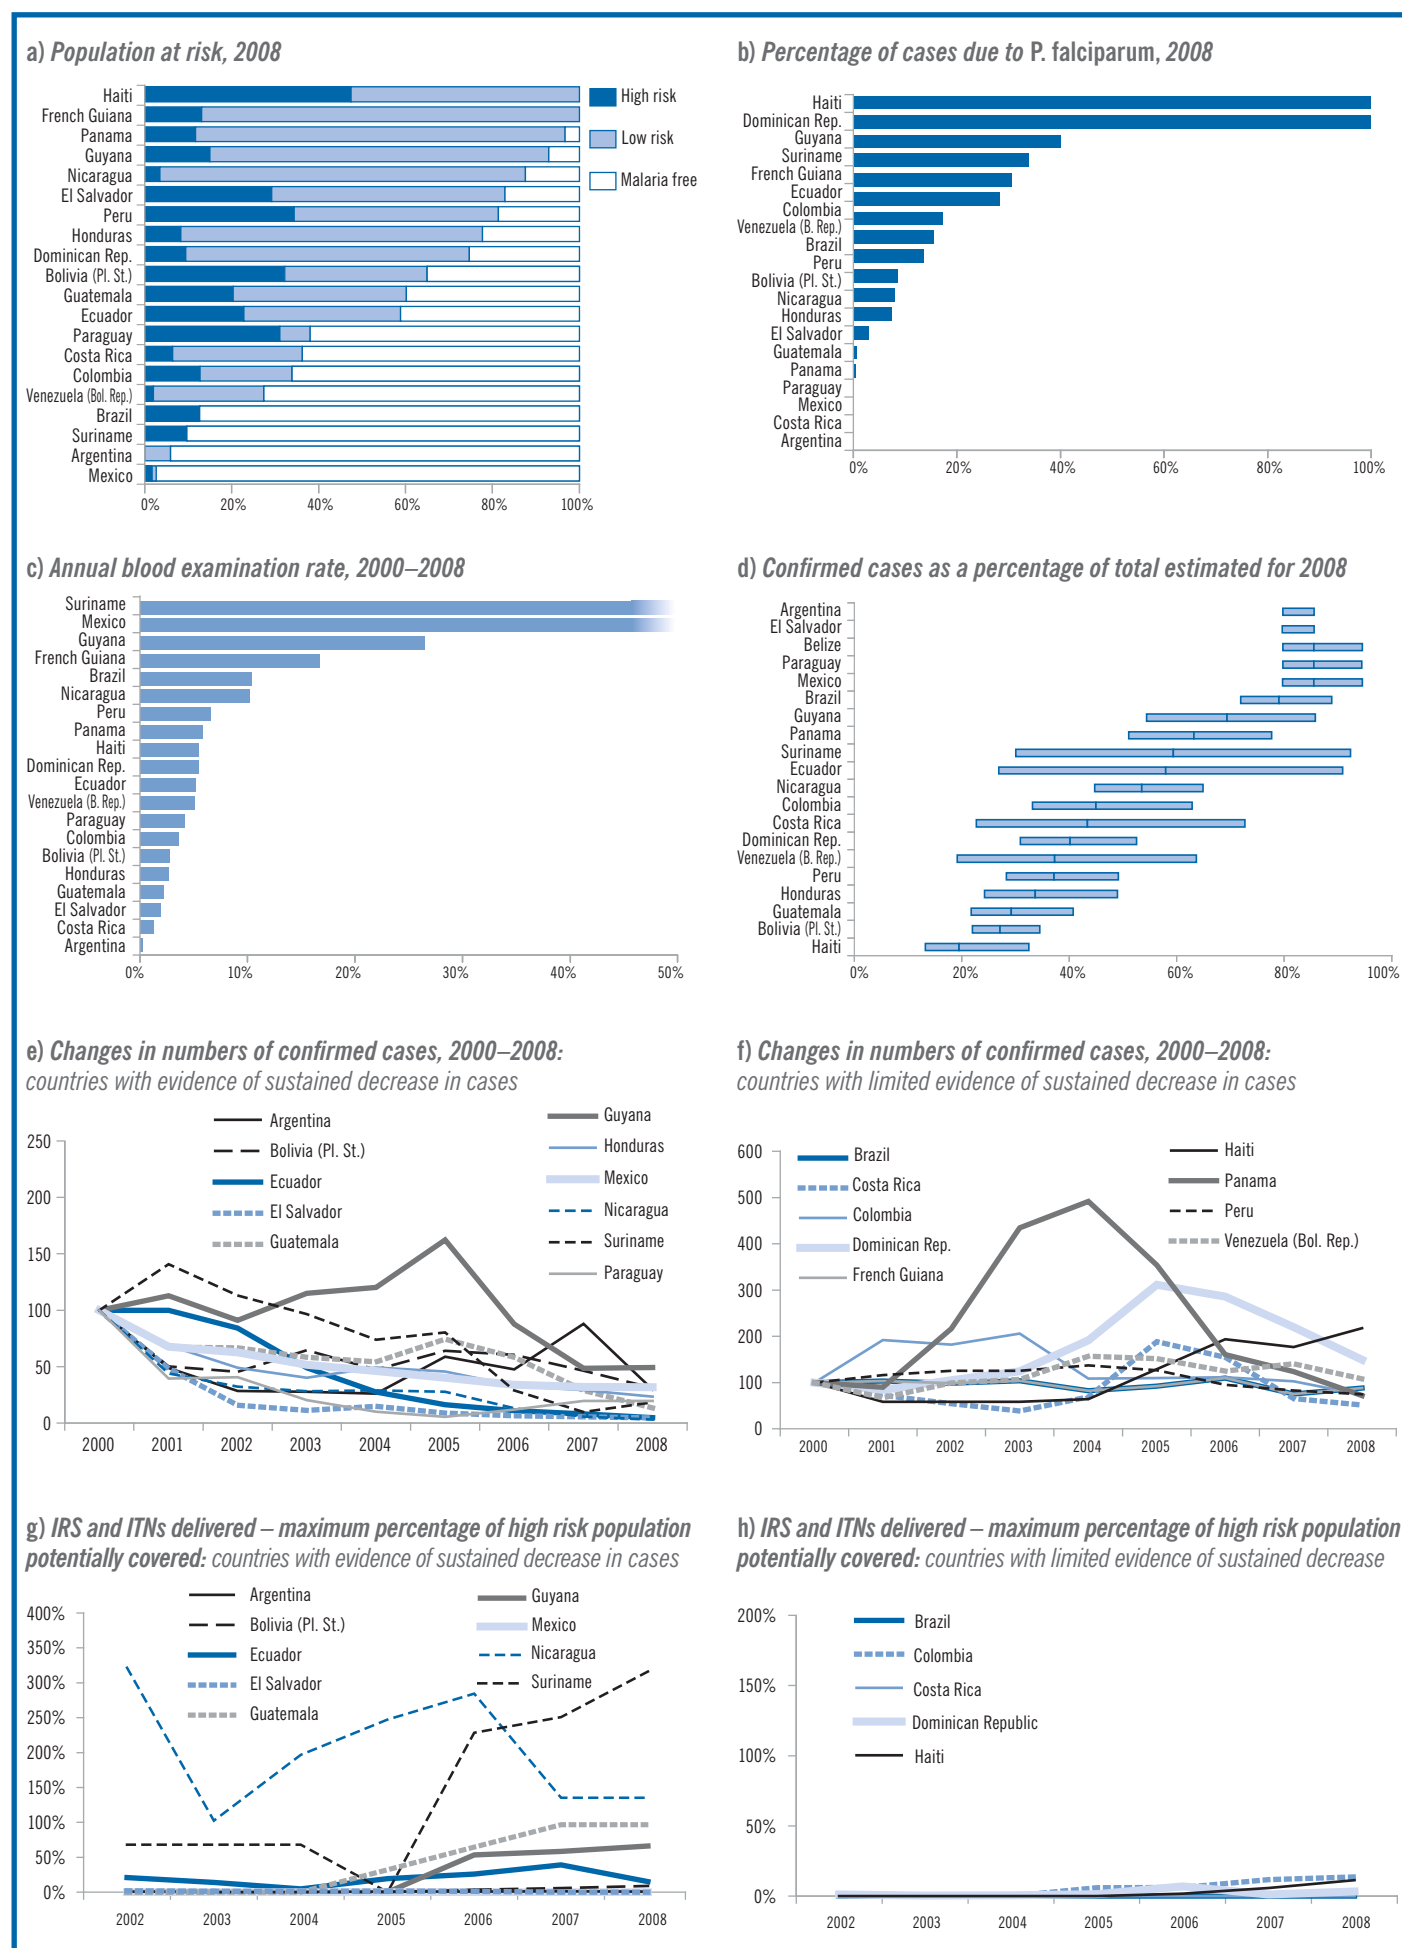 a) Population at risk, 2008
Haiti
French Guiana
Panama
Guyana
Nicaragua
El Salvador
Peru
Honduras
Dominican Rep.
Bolivia (Pl. St.)
Guatemala
Ecuador
Paraguay
Costa Rica
Colombia
Venezuela (Bol. Rep.)
Brazil
Suriname
Argentina
Mexico
0% 20% 40% 60% 80% 100%
High risk
Low risk
Malaria free
b) Percentage of cases due to P. falciparum, 2008
Haiti
Dominican Rep.
Guyana
Suriname
French Guiana
Ecuador
Colombia
Venezuela (B. Rep.)
Brazil
Peru
Bolivia (Pl. St.)
Nicaragua
Honduras
El Salvador
Guatemala
Panama
Paraguay
Mexico
Costa Rica
Argentina
0% 20% 40% 60% 80% 100%
c) Annual blood examination rate, 2000–2008
Suriname
Mexico
Guyana
French Guiana
Brazil
Nicaragua
Peru
Panama
Haiti
Dominican Rep.
Ecuador
Venezuela (B. Rep.)
Paraguay
Colombia
Bolivia (Pl. St.)
Honduras
Guatemala
El Salvador
Costa Rica
Argentina
0% 10% 20% 30% 40% 50%
d) Confirmed cases as a percentage of total estimated for 2008
Argentina
El Salvador
Belize
Paraguay
Mexico
Brazil
Guyana
Panama
Suriname
Ecuador
Nicaragua
Colombia
Costa Rica
Dominican Rep.
Venezuela (B. Rep.)
Peru
Honduras
Guatemala
Bolivia (Pl. St.)
Haiti
0% 20% 40% 60% 80% 100%
e) Changes in numbers of confirmed cases, 2000–2008:
countries with evidence of sustained decrease in cases
Argentina
Bolivia (Pl. St.)
Ecuador
El Salvador
Guatemala
Guyana
Honduras
Mexico
Nicaragua
Suriname
Paraguay
250
200
150
100
50
0
2000 2001 2002 2003 2004 2005 2006 2007 2008
f) Changes in numbers of confirmed cases, 2000–2008:
countries with limited evidence of sustained decrease in cases
Brazil
Costa Rica
Colombia
Dominican Rep.
French Guiana
Haiti
Panama
Peru
Venezuela (Bol. Rep.)
600
500
400
300
200
100
0
2000 2001 2002 2003 2004 2005 2006 2007 2008
g) IRS and ITNs delivered – maximum percentage of high risk population
potentially covered: countries with evidence of sustained decrease in cases
Argentina
Bolivia (Pl. St.)
Ecuador
El Salvador
Guatemala
Guyana
Mexico
Nicaragua
Suriname
400%
350%
300%
250%
200%
150%
100%
50%
0%
2002 2003 2004 2005 2006 2007 2008
h) IRS and ITNs delivered – maximum percentage of high risk population
potentially covered: countries with limited evidence of sustained decrease
Brazil
Colombia
Costa Rica
Dominican Republic
Haiti
200%
150%
100%
50%
0%
2002 2003 2004 2005 2006 2007 2008